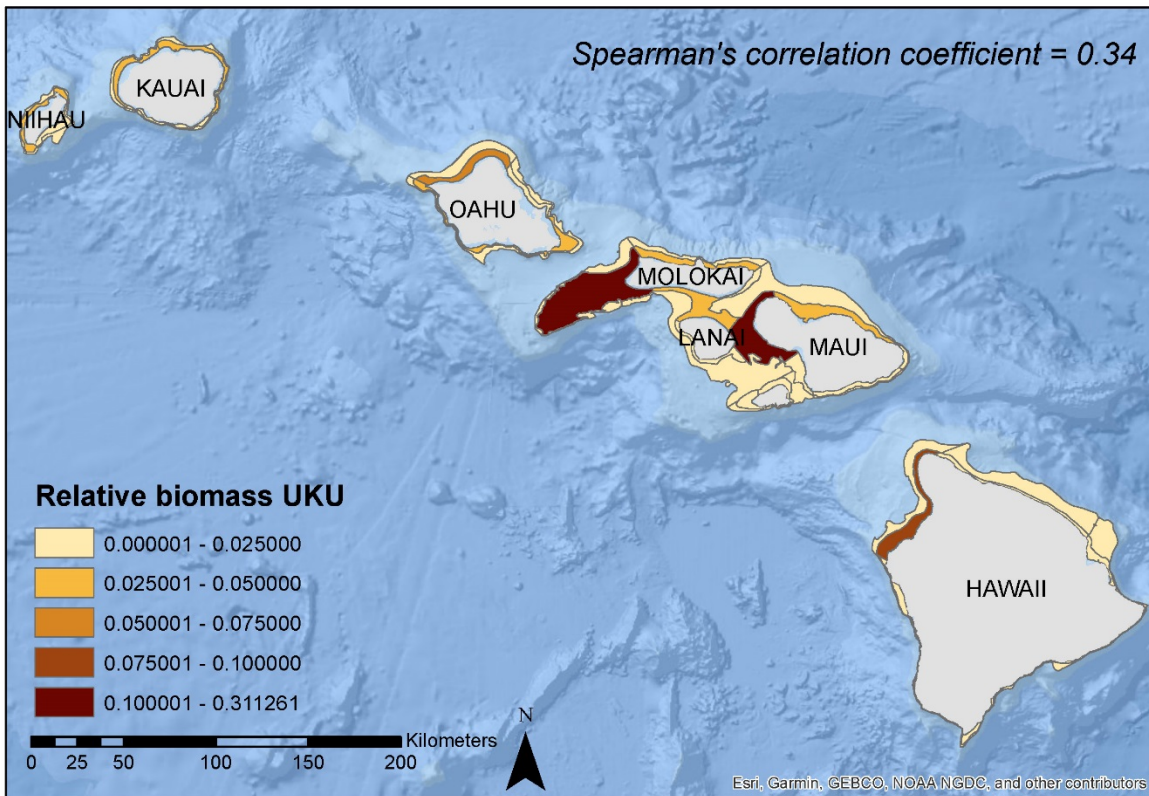 Spearman's correlation coefficient = 0.34
KAUAI
NIIHAU
OAHU
MOLOKAI
LANAI
MAUI
HAWAII
Relative biomass UKU
0.000001 - 0.025000
0.025001 - 0.050000
0.050001 - 0.075000
0.075001 - 0.100000
0.100001 - 0.311261
N
Kilometers
0 25 50 100 150 200
Esri, Garmin, GEBCO, NOAA NGDC, and other contributors